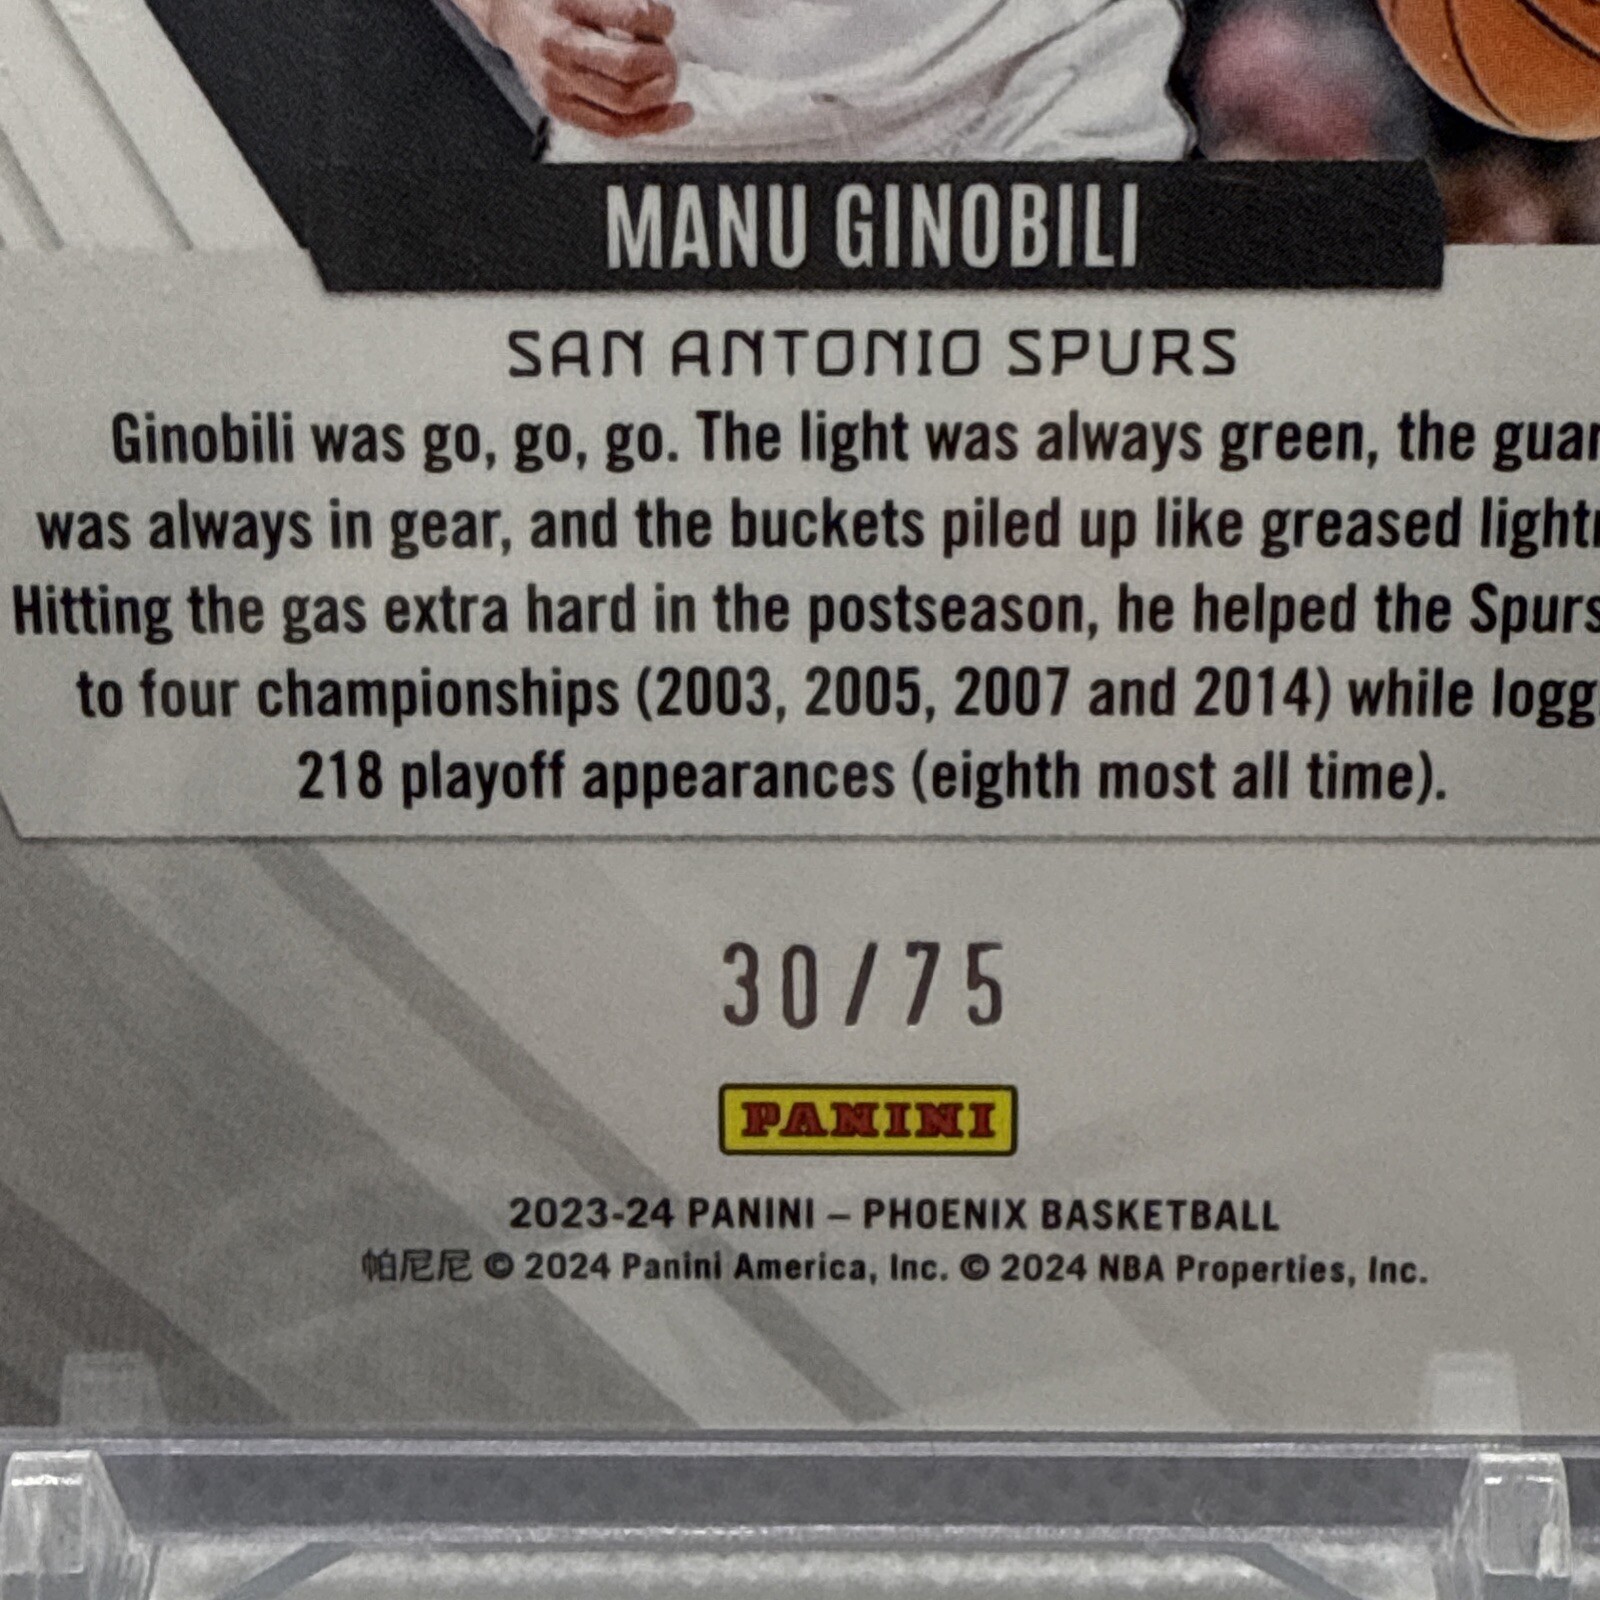 MANU GINOBILI
SAN ANTONIO SPURS
Ginobili was go, go, go. The light was always green, the
was always in gear, and the buckets piled up like greased
Hitting the gas extra hard in the postseason, he helped the Spurs
to four championships (2003, 2005, 2007 and 2014) while
218 playoff appearances (eighth most all time).
30/75
PANINI
2023-24 PANINI – PHOENIX BASKETBALL
帕尼尼 © 2024 Panini America, Inc. © 2024 NBA Properties, Inc.